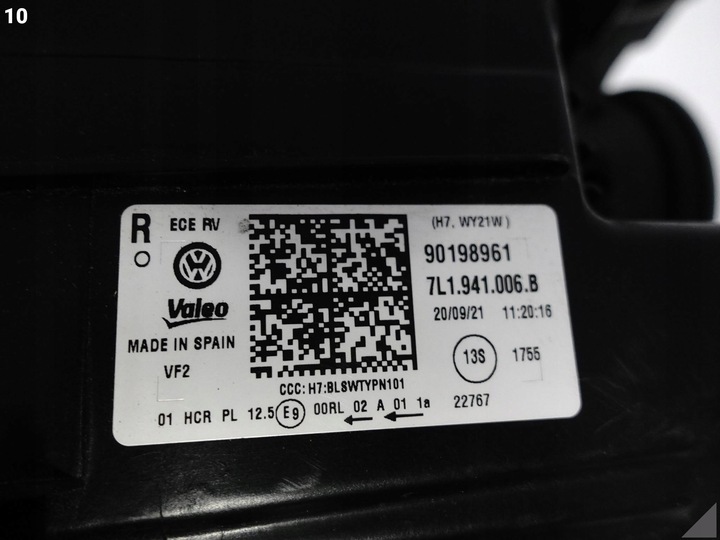 10
R ECE RV (H7, WY21W)
90198961
Valeo 7L1.941.006.B
20/09/21 11:20:16
MADE IN SPAIN
13S 1755
VF2
CCC:H7:BLSWTYPN101
01 HCR PL 12.5 E9 00RL 02 A 01 1a 22767